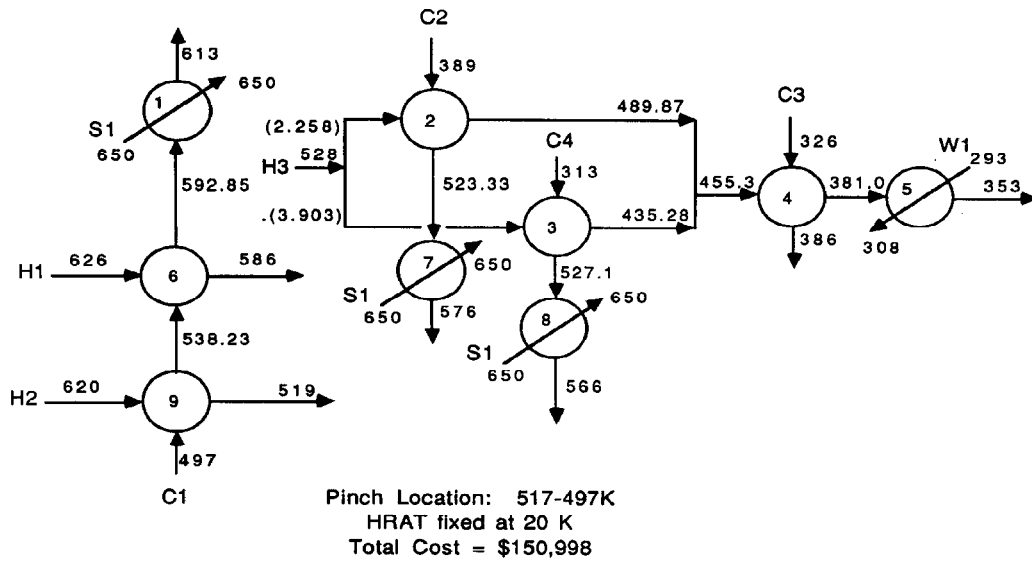 C2
613
389
650
C3
1
2
489.87
S1
(2.258)
C4
326
W1
650
528
293
H3
313
592.85
523.33
455.3
4
381.0
5
353
.(3.903)
3
435.28
386
308
H1
626
6
586
7
650
527.1
S1
650
576
8
650
538.23
S1
650
566
H2
620
9
519
497
C1
Pinch Location: 517-497K
HRAT fixed at 20 K
Total Cost = $150,998